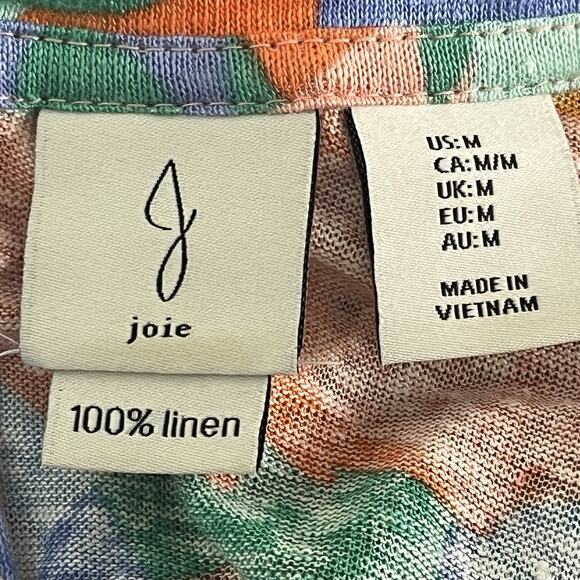 J
joie
100% linen
US: M
CA: M/M
UK: M
EU: M
AU: M
MADE IN
VIETNAM